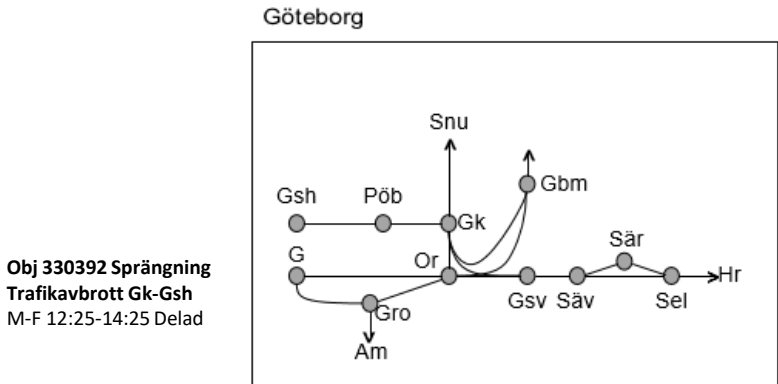 Göteborg
Snu
Gbm
Gsh Pöb Gk
G Or Sär
Hr
Gro Gsv Säv Sel
Am
Obj 330392 Sprängning
Trafikavbrott Gk-Gsh
M-F 12:25-14:25 Delad